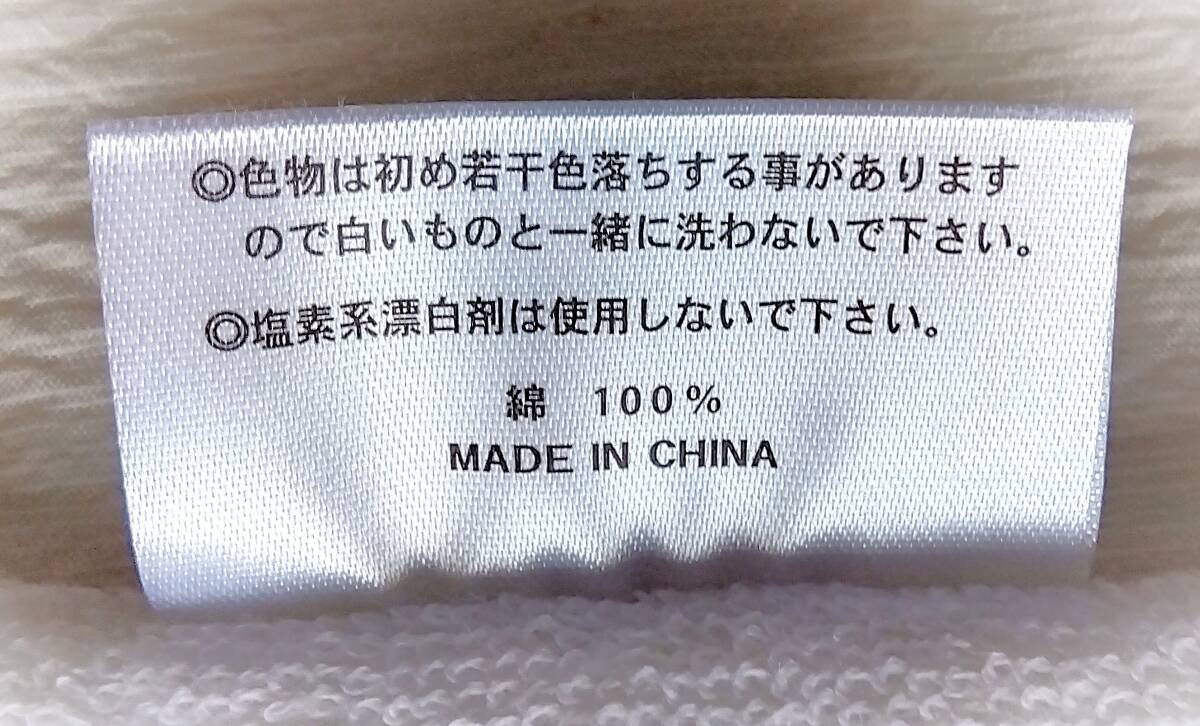 ◎色物は初め若干色落ちする事があります
ので白いものと一緒に洗わないで下さい。
◎塩素系漂白剤は使用しないで下さい。
綿　100%
MADE IN CHINA